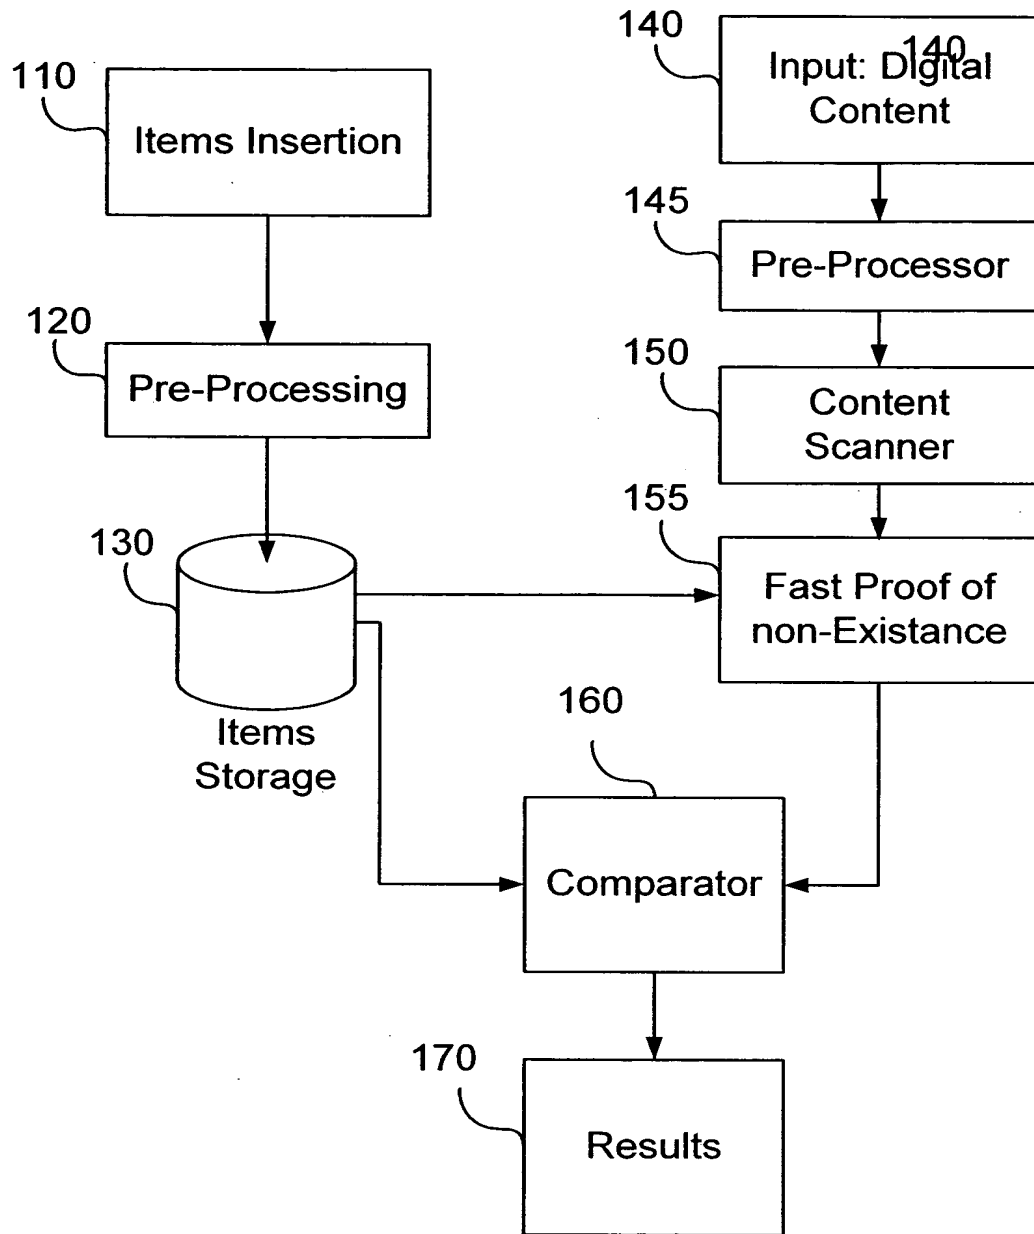 110
Items Insertion
120
Pre-Processing
130
Items
Storage
140
140
Input: Digital
Content
145
Pre-Processor
150
Content
Scanner
155
Fast Proof of
non-Existance
160
Comparator
170
Results